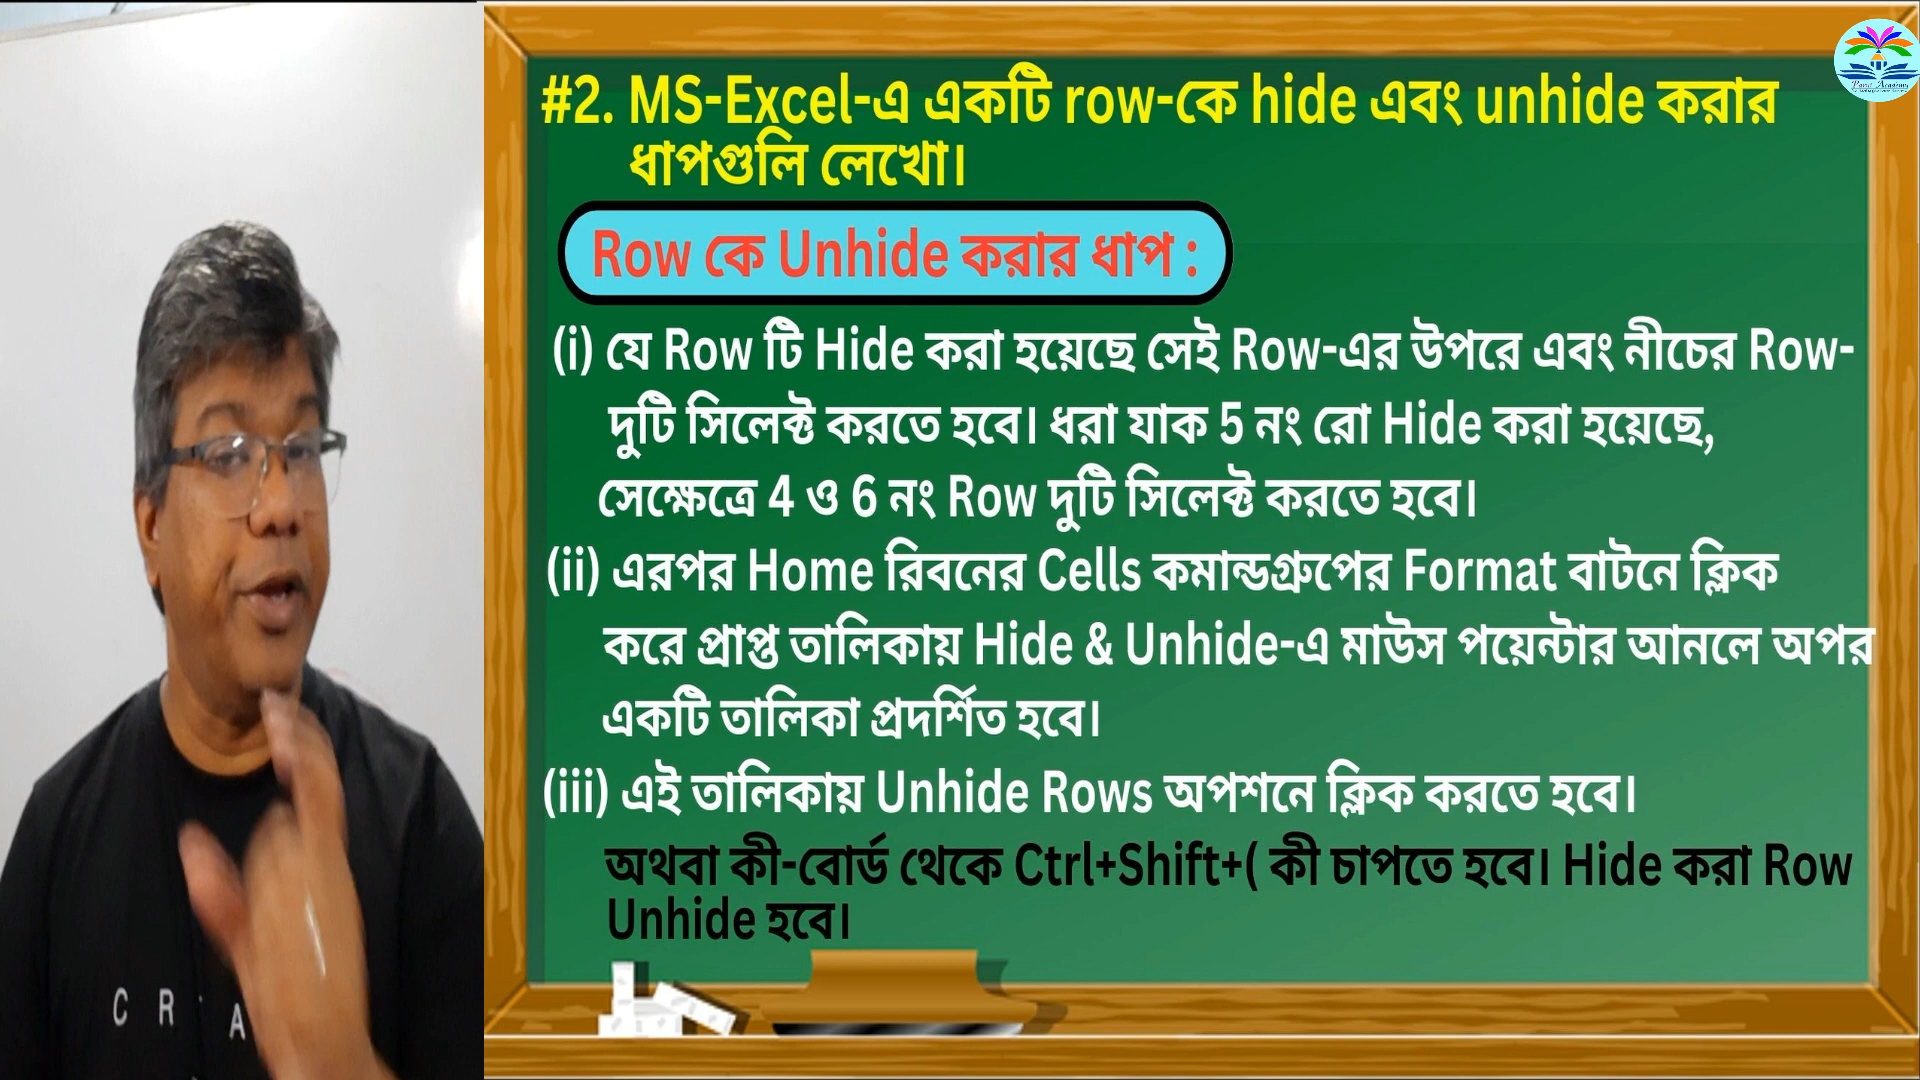 #2. MS-Excel-এ একটি row-কে hide এবং unhide করার
ধাপগুলি লেখো।
Row কে Unhide করার ধাপ :
(i) যে Row টি Hide করা হয়েছে সেই Row-এর উপরে এবং নীচের Row-
দুটি সিলেক্ট করতে হবে। ধরা যাক 5 নং রো Hide করা হয়েছে,
সেক্ষেত্রে 4 ও 6 নং Row দুটি সিলেক্ট করতে হবে।
(ii) এরপর Home রিবনের Cells কমান্ডগ্রুপের Format বাটনে ক্লিক
করে প্রাপ্ত তালিকায় Hide & Unhide-এ মাউস পয়েন্টার আনলে অপর
একটি তালিকা প্রদর্শিত হবে।
(iii) এই তালিকায় Unhide Rows অপশনে ক্লিক করতে হবে।
অথবা কী-বোর্ড থেকে Ctrl+Shift+( কী চাপতে হবে। Hide করা Row
Unhide হবে।
C R A